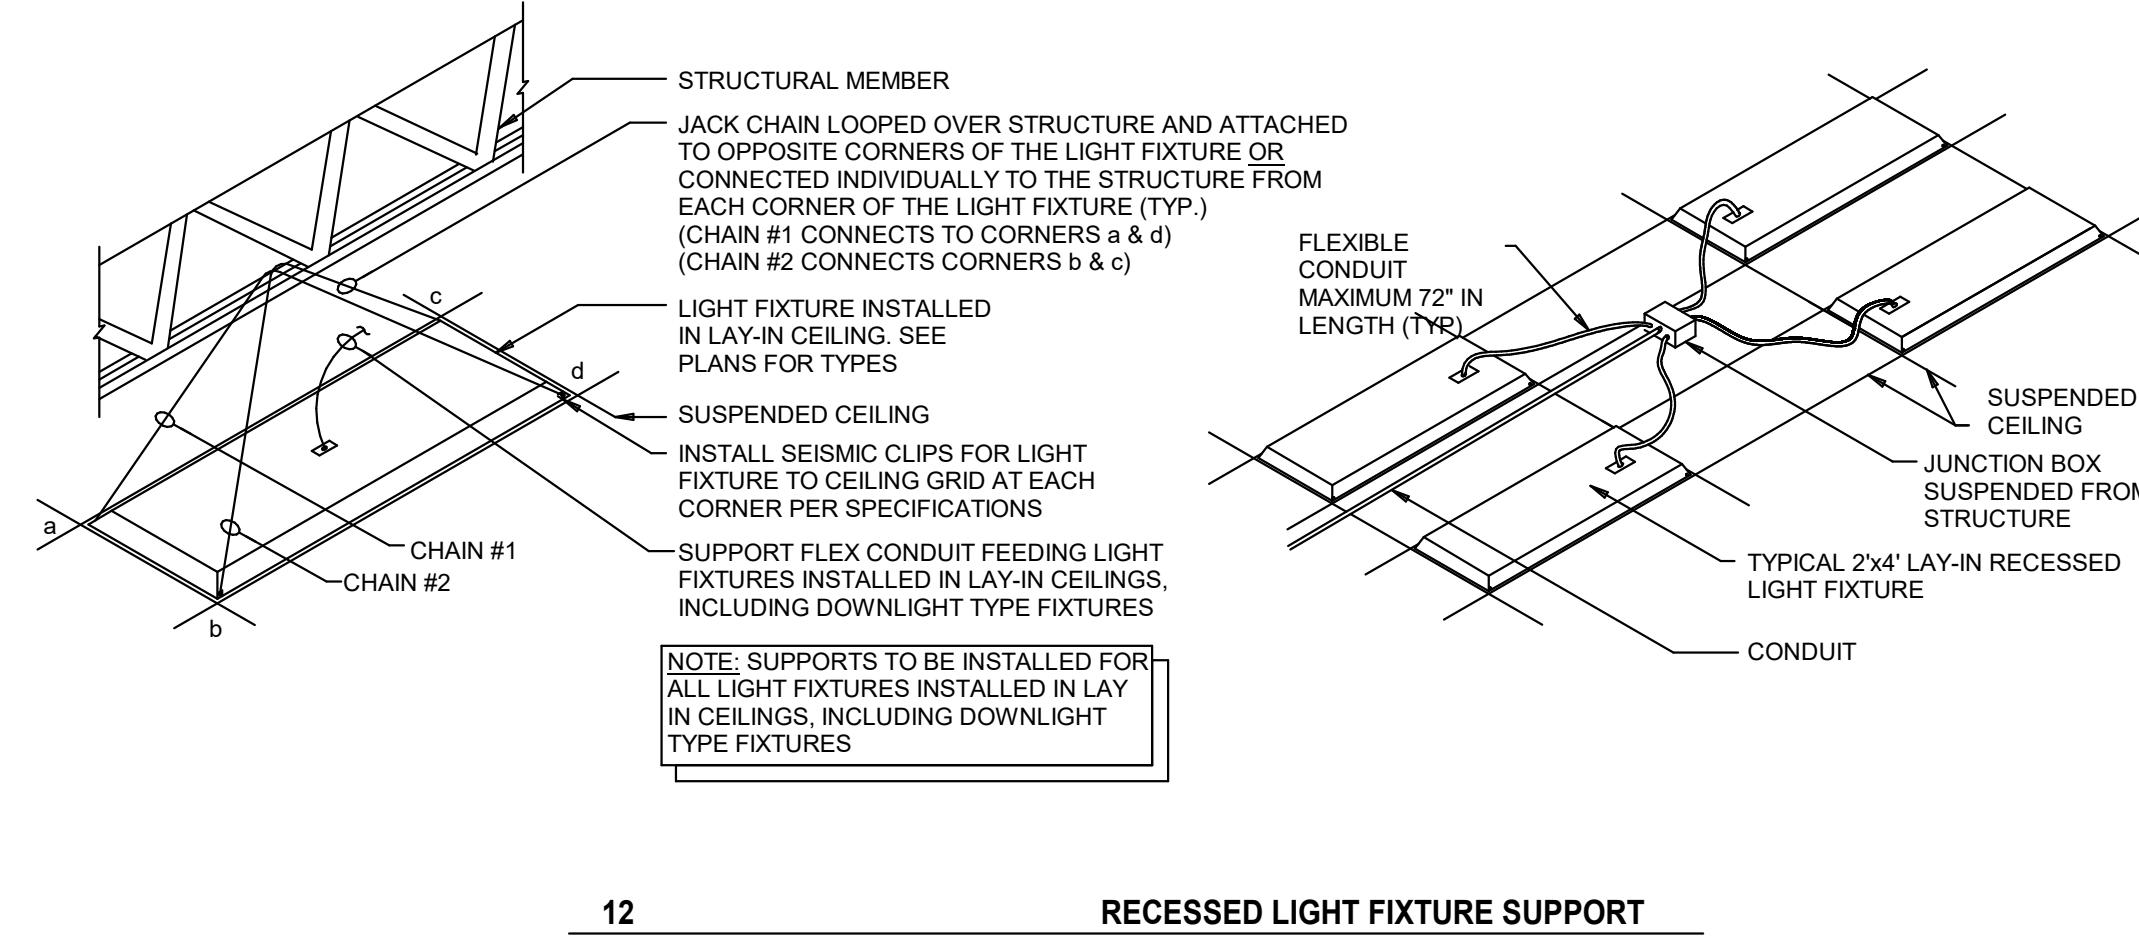 STRUCTURAL MEMBER
JACK CHAIN LOOPED OVER STRUCTURE AND ATTACHED
TO OPPOSITE CORNERS OF THE LIGHT FIXTURE OR
CONNECTED INDIVIDUALLY TO THE STRUCTURE FROM
EACH CORNER OF THE LIGHT FIXTURE (TYP.)
(CHAIN #1 CONNECTS TO CORNERS a & d)
(CHAIN #2 CONNECTS CORNERS b & c)
LIGHT FIXTURE INSTALLED
IN LAY-IN CEILING. SEE
PLANS FOR TYPES
SUSPENDED CEILING
INSTALL SEISMIC CLIPS FOR LIGHT
FIXTURE TO CEILING GRID AT EACH
CORNER PER SPECIFICATIONS
SUPPORT FLEX CONDUIT FEEDING LIGHT
FIXTURES INSTALLED IN LAY-IN CEILINGS,
INCLUDING DOWNLIGHT TYPE FIXTURES
c
d
a
b
CHAIN #1
CHAIN #2
NOTE: SUPPORTS TO BE INSTALLED FOR
ALL LIGHT FIXTURES INSTALLED IN LAY
IN CEILINGS, INCLUDING DOWNLIGHT
TYPE FIXTURES
FLEXIBLE
CONDUIT
MAXIMUM 72" IN
LENGTH (TYP)
SUSPENDED
CEILING
JUNCTION BOX
SUSPENDED FROM
STRUCTURE
TYPICAL 2'x4' LAY-IN RECESSED
LIGHT FIXTURE
CONDUIT
12
RECESSED LIGHT FIXTURE SUPPORT